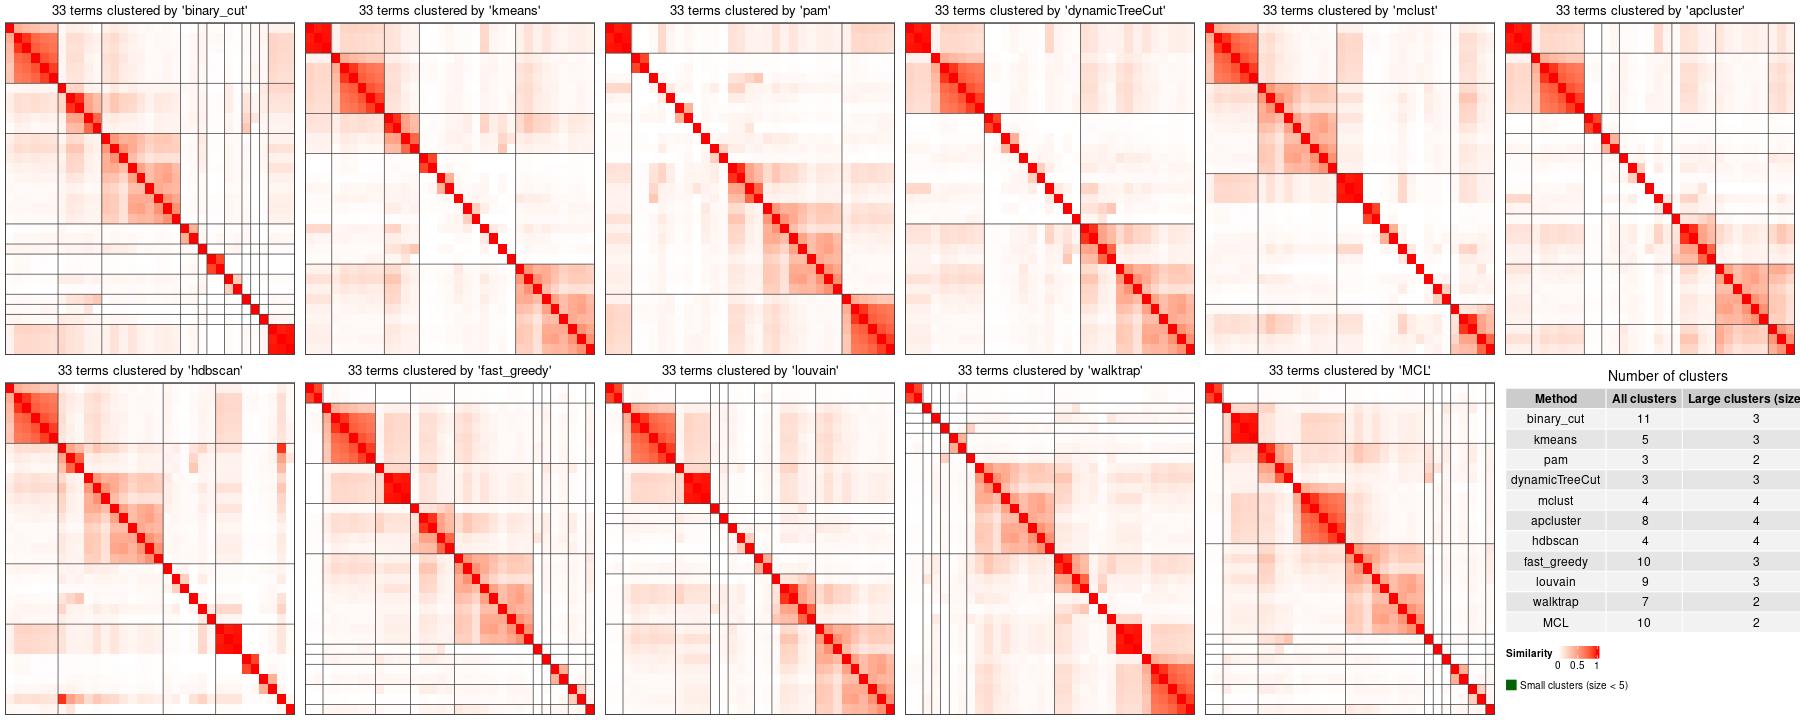 33 terms clustered by 'binary_cut'
33 terms clustered by 'kmeans'
33 terms clustered by 'pam'
33 terms clustered by 'dynamicTreeCut'
33 terms clustered by 'mclust'
33 terms clustered by 'apcluster'
33 terms clustered by 'hdbscan'
33 terms clustered by 'fast_greedy'
33 terms clustered by 'louvain'
33 terms clustered by 'walktrap'
33 terms clustered by 'MCL'
Number of clusters
Method All clusters Large clusters (size
binary_cut 11 3
kmeans 5 3
pam 3 2
dynamicTreeCut 3 3
mclust 4 4
apcluster 8 4
hdbscan 4 4
fast_greedy 10 3
louvain 9 3
walktrap 7 2
MCL 10 2
Similarity
0 0.5 1
Small clusters (size < 5)